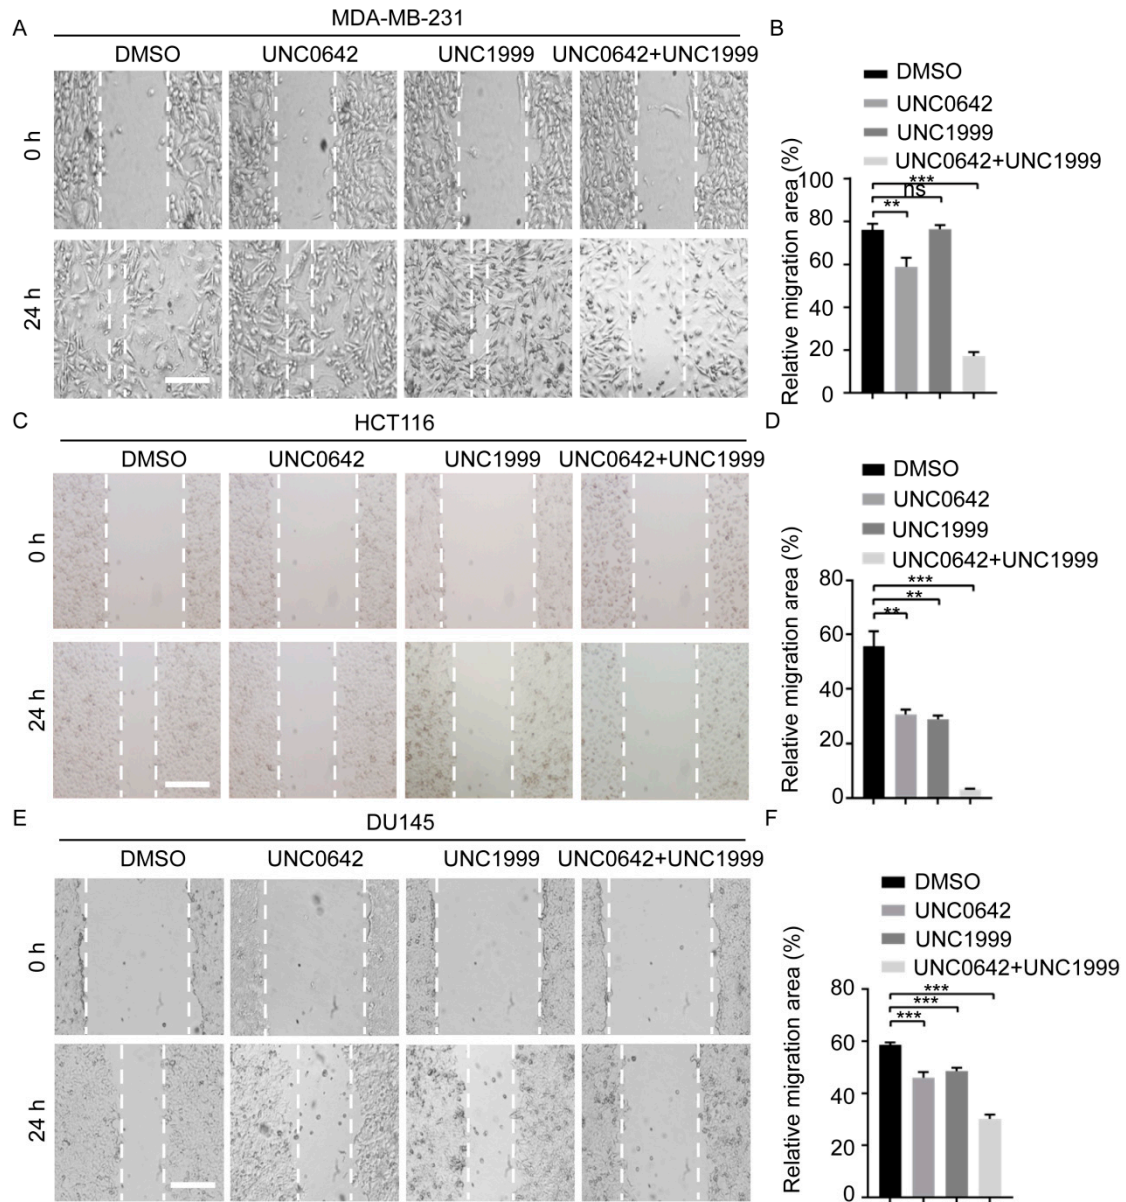 A
MDA-MB-231
DMSO UNC0642 UNC1999 UNC0642+UNC1999
0 h
24 h
B
DMSO
UNC0642
UNC1999
UNC0642+UNC1999
Relative migration area (%)
100
80
60
40
20
0
***
ns
**
C
HCT116
DMSO UNC0642 UNC1999 UNC0642+UNC1999
0 h
24 h
D
DMSO
UNC0642
UNC1999
UNC0642+UNC1999
Relative migration area (%)
80
60
40
20
0
***
**
**
E
DU145
DMSO UNC0642 UNC1999 UNC0642+UNC1999
0 h
24 h
F
DMSO
UNC0642
UNC1999
UNC0642+UNC1999
Relative migration area (%)
80
60
40
20
0
***
***
***